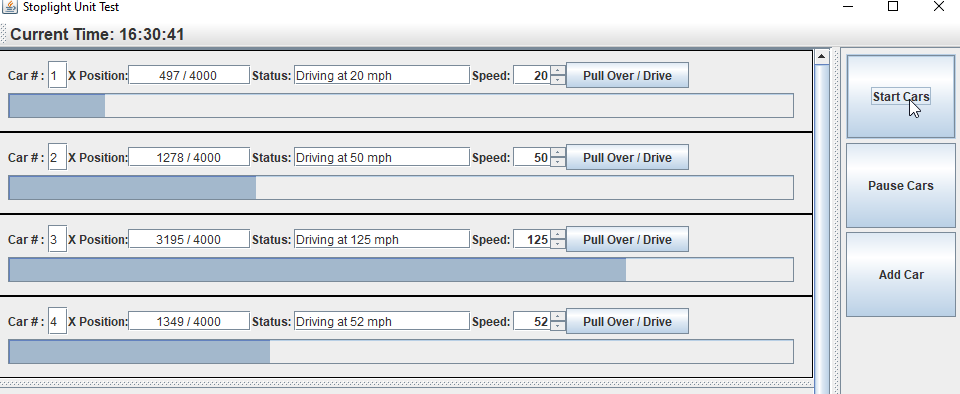 Stoplight Unit Test
Current Time: 16:30:41
Car # : 1 X Position: 497 / 4000 Status: Driving at 20 mph Speed: 20 Pull Over / Drive
Car # : 2 X Position: 1278 / 4000 Status: Driving at 50 mph Speed: 50 Pull Over / Drive
Car # : 3 X Position: 3195 / 4000 Status: Driving at 125 mph Speed: 125 Pull Over / Drive
Car # : 4 X Position: 1349 / 4000 Status: Driving at 52 mph Speed: 52 Pull Over / Drive
Start Cars
Pause Cars
Add Car